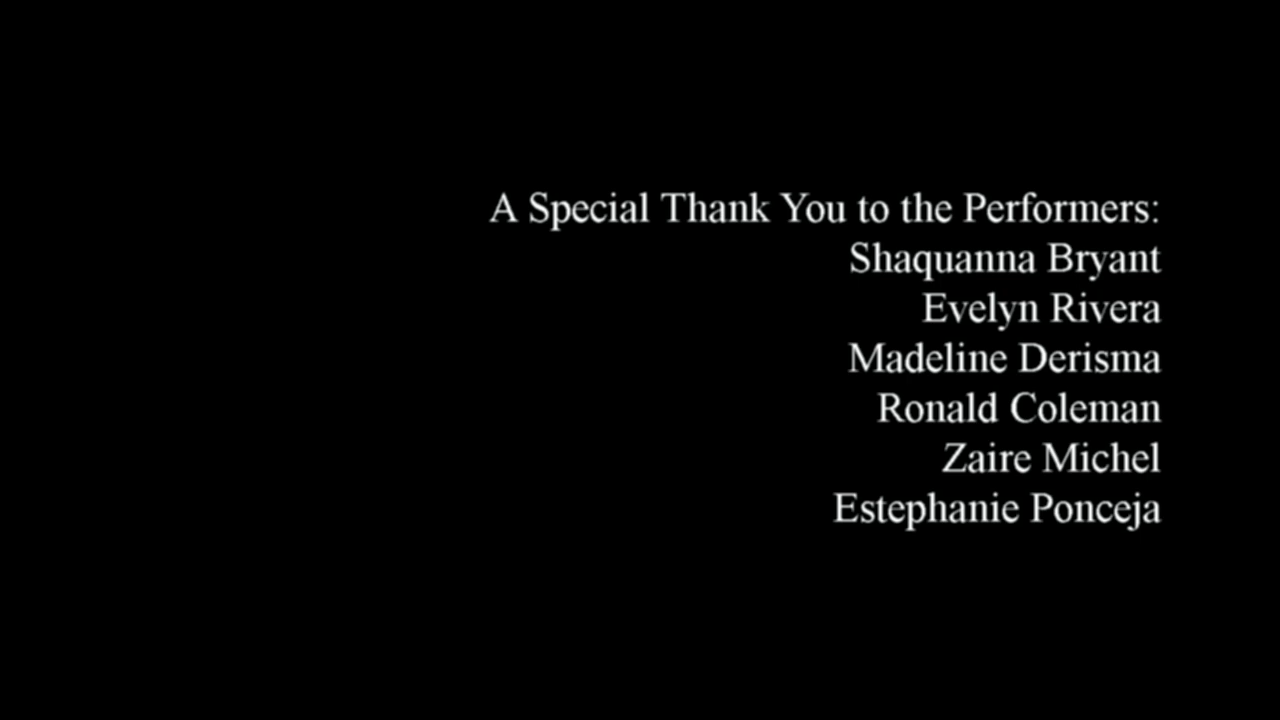 A Special Thank You to the Performers:
Shaquanna Bryant
Evelyn Rivera
Madeline Derisma
Ronald Coleman
Zaire Michel
Estephanie Ponceja